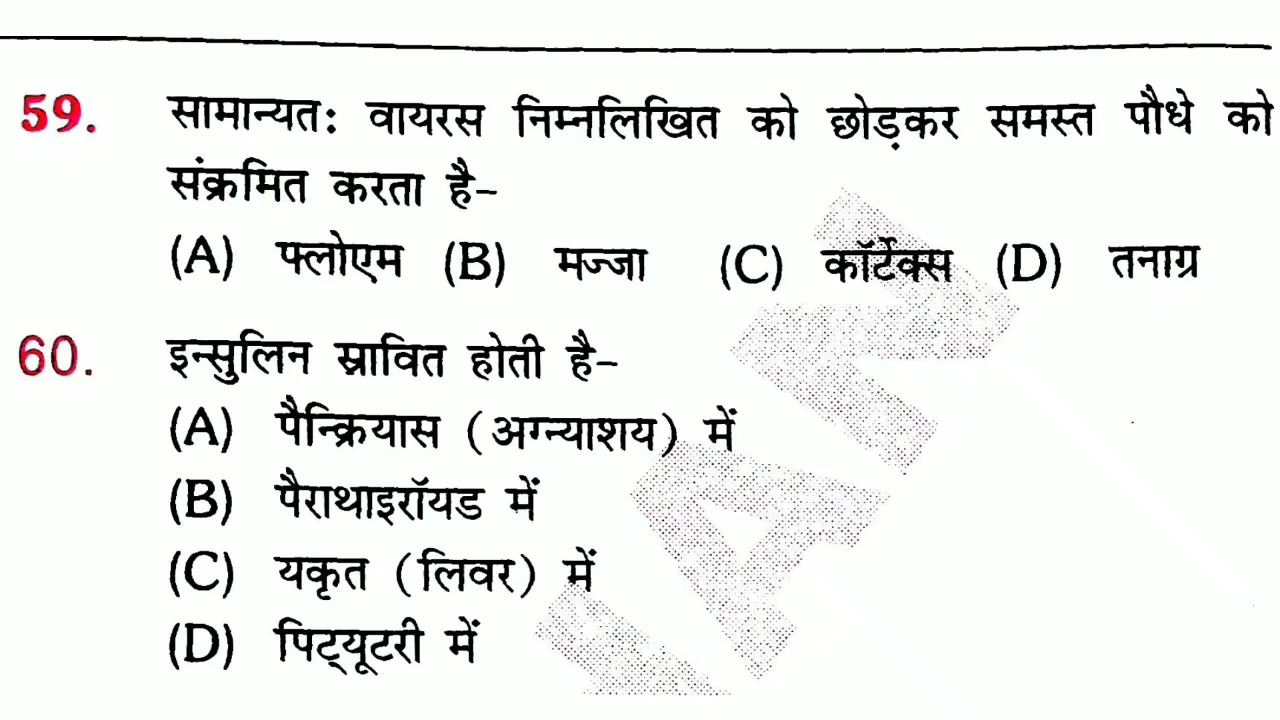 59. सामान्यतः वायरस निम्नलिखित को छोड़कर समस्त पौधे को
संक्रमित करता है-
(A) फ्लोएम (B) मज्जा (C) कॉर्टेक्स (D) तनाग्र
60. इन्सुलिन स्रावित होती है-
(A) पैन्क्रियास (अग्न्याशय) में
(B) पैराथाइरॉयड में
(C) यकृत (लिवर) में
(D) पिट्यूटरी में